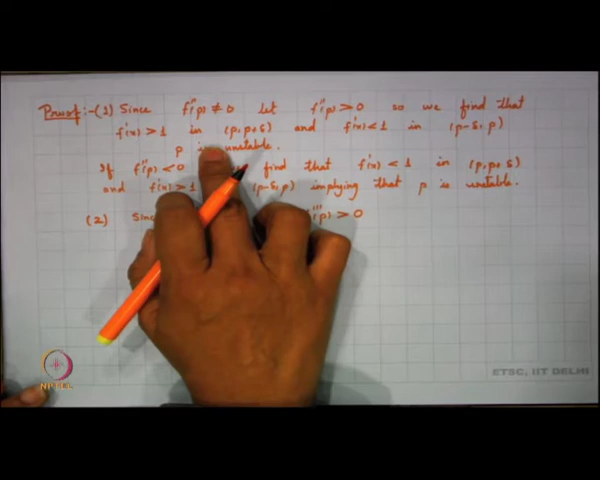 Proof:-(1) Since f''(p) ≠ 0 let f''(p) > 0 so we find that
f'(x) > 1 in (p, p+δ) and f'(x) < 1 in (p-δ, p)
p is unstable.
If f''(p) < 0 find that f'(x) < 1 in (p, p+δ)
and f'(x) > 1 (p-δ, p) implying that p is unstable.
(2) Since f'''(p) > 0
NPTEL
ETSC, IIT DELHI